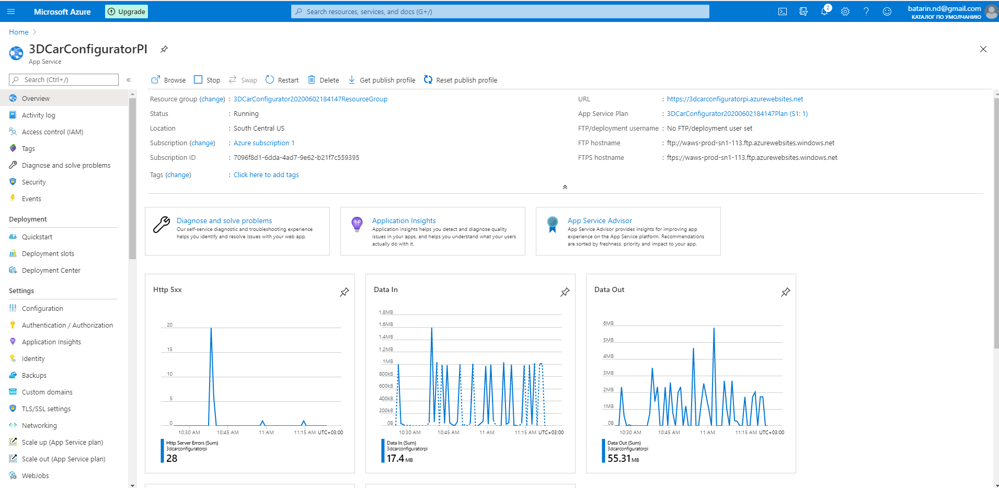 Microsoft Azure
Upgrade
Search resources, services, and docs (G+/)
2
batarin.nd@gmail.com
КАТАЛОГ ПО УМОЛЧАНИЮ
Home >
3DCarConfiguratorPI
App Service
Search (Ctrl+/)
«
Overview
Activity log
Access control (IAM)
Tags
Diagnose and solve problems
Security
Events
Deployment
Quickstart
Deployment slots
Deployment Center
Settings
Configuration
Authentication / Authorization
Application Insights
Identity
Backups
Custom domains
TLS/SSL settings
Networking
Scale up (App Service plan)
Scale out (App Service plan)
WebJobs
Browse Stop Swap Restart Delete Get publish profile Reset publish profile
Resource group (change) : 3DCarConfigurator20200602184147ResourceGroup
Status : Running
Location : South Central US
Subscription (change) : Azure subscription 1
Subscription ID : 7096f8d1-6dda-4ad7-9e62-b21f7c559395
Tags (change) : Click here to add tags
URL : https://3dcarconfiguratorpi.azurewebsites.net
App Service Plan : 3DCarConfigurator20200602184147Plan (S1: 1)
FTP/deployment username : No FTP/deployment user set
FTP hostname : ftp://waws-prod-sn1-113.ftp.azurewebsites.windows.net
FTPS hostname : ftps://waws-prod-sn1-113.ftp.azurewebsites.windows.net
Diagnose and solve problems
Our self-service diagnostic and troubleshooting experience
helps you identify and resolve issues with your web app.
Application Insights
Application Insights helps you detect and diagnose quality
issues in your apps, and helps you understand what your users
actually do with it.
App Service Advisor
App Service Advisor provides insights for improving app
experience on the App Service platform. Recommendations
are sorted by freshness, priority and impact to your app.
Http 5xx
20
15
10
5
0
10:30 AM 10:45 AM 11 AM 11:15 AM UTC+03:00
Http Server Errors (Sum)
3dcarconfiguratorpi
28
Data In
1.8MB
1.6MB
1.4MB
1.2MB
1MB
800kB
600kB
400kB
200kB
0B
10:30 AM 10:45 AM 11 AM 11:15 AM UTC+03:00
Data In (Sum)
3dcarconfiguratorpi
17.4 MB
Data Out
6MB
5MB
4MB
3MB
2MB
1MB
0B
10:30 AM 10:45 AM 11 AM 11:15 AM UTC+03:00
Data Out (Sum)
3dcarconfiguratorpi
55.31 MB